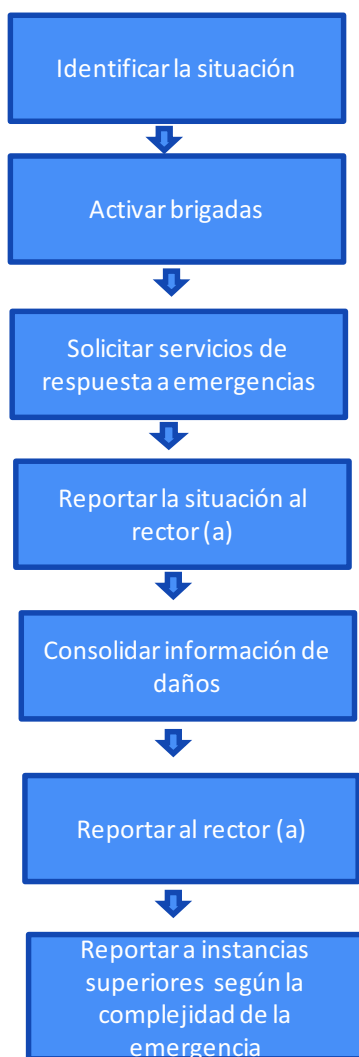 Identificar la situación
Activar brigadas
Solicitar servicios de
respuesta a emergencias
Reportar la situación al
rector (a)
Consolidar información de
daños
Reportar al rector (a)
Reportar a instancias
superiores según la
complejidad de la
emergencia